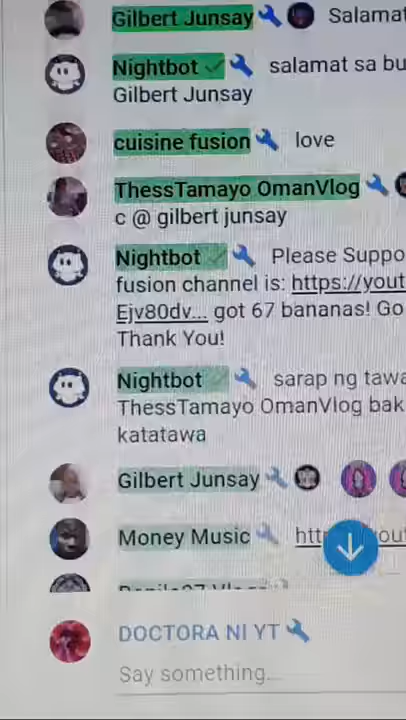 Gilbert Junsay Salamat
Nightbot salamat sa bu
Gilbert Junsay
cuisine fusion love
ThessTamayo OmanVlog
c @ gilbert junsay
Nightbot Please Suppo
fusion channel is: https://yout
Ejv80dv... got 67 bananas! Go
Thank You!
Nightbot sarap ng tawa
ThessTamayo OmanVlog bak
katatawa
Gilbert Junsay
Money Music htt
DOCTORA NI YT
Say something...